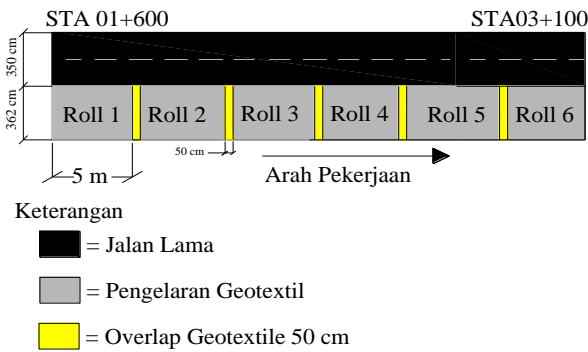 STA 01+600
STA03+100
350 cm
362 cm
Roll 1
Roll 2
Roll 3
Roll 4
Roll 5
Roll 6
50 cm
5 m
Arah Pekerjaan
Keterangan
= Jalan Lama
= Pengelaran Geotextil
= Overlap Geotextile 50 cm